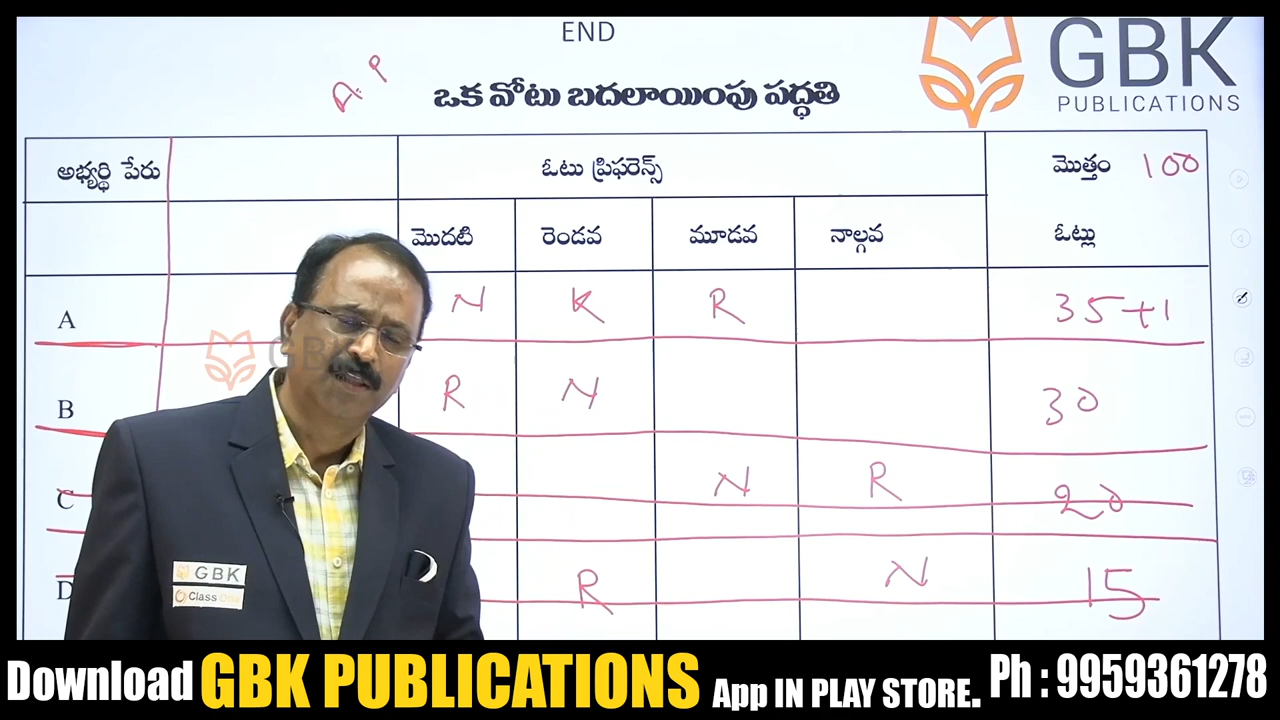 END
GBK
PUBLICATIONS
A.P
ఒక వోటు బదలాయింపు పద్ధతి
అభ్యర్థి పేరు ఓటు ప్రిఫరెన్స్ మొత్తం 100
మొదటి రెండవ మూడవ నాల్గవ ఓట్లు
A N K R 35+1
B R N 30
C N R 20
D R N 15
GBK
GBK
Class
Download GBK PUBLICATIONS App IN PLAY STORE. Ph : 9959361278